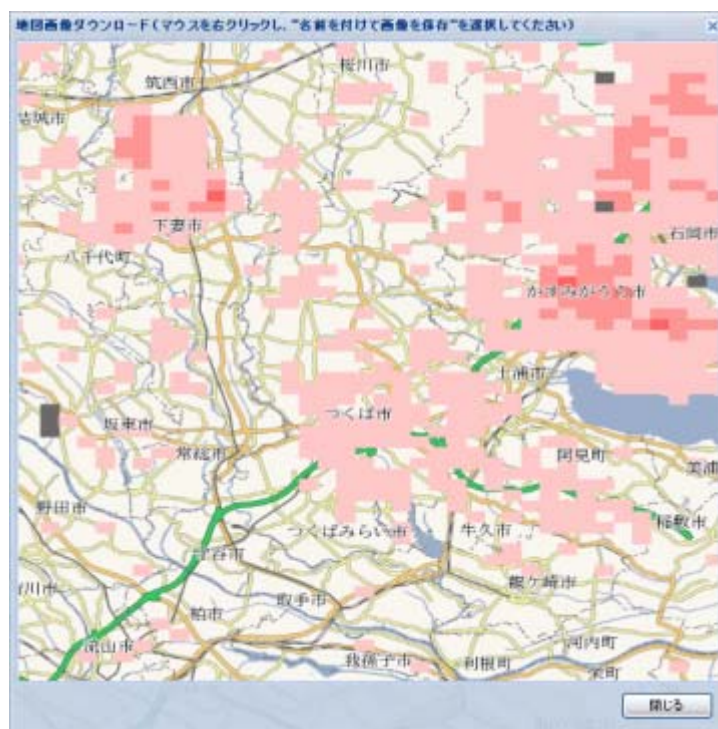 地図画像ダウンロード(マウスを右クリックし、"名前を付けて画像を保存"を選択してください)
桜川市
筑西市
結城市
下妻市
石岡市
八千代町
かすみがうら市
土浦市
つくば市
坂東市
常総市
阿見町
美浦
野田市
つくばみらい市
牛久市
稲敷市
守谷市
龍ケ崎市
取手市
柏市
流山市
河内町
我孫子市
利根町
栄町
閉じる